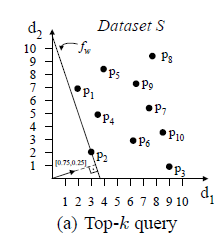 d2 Dataset S
10 fw
9 p8
8 p5
7 p1 p9
6
5 p4 p7
4
3 p6 p10
2 p2
1 [0.75,0.25] p3
1 2 3 4 5 6 7 8 9 10 d1
(a) Top-k query